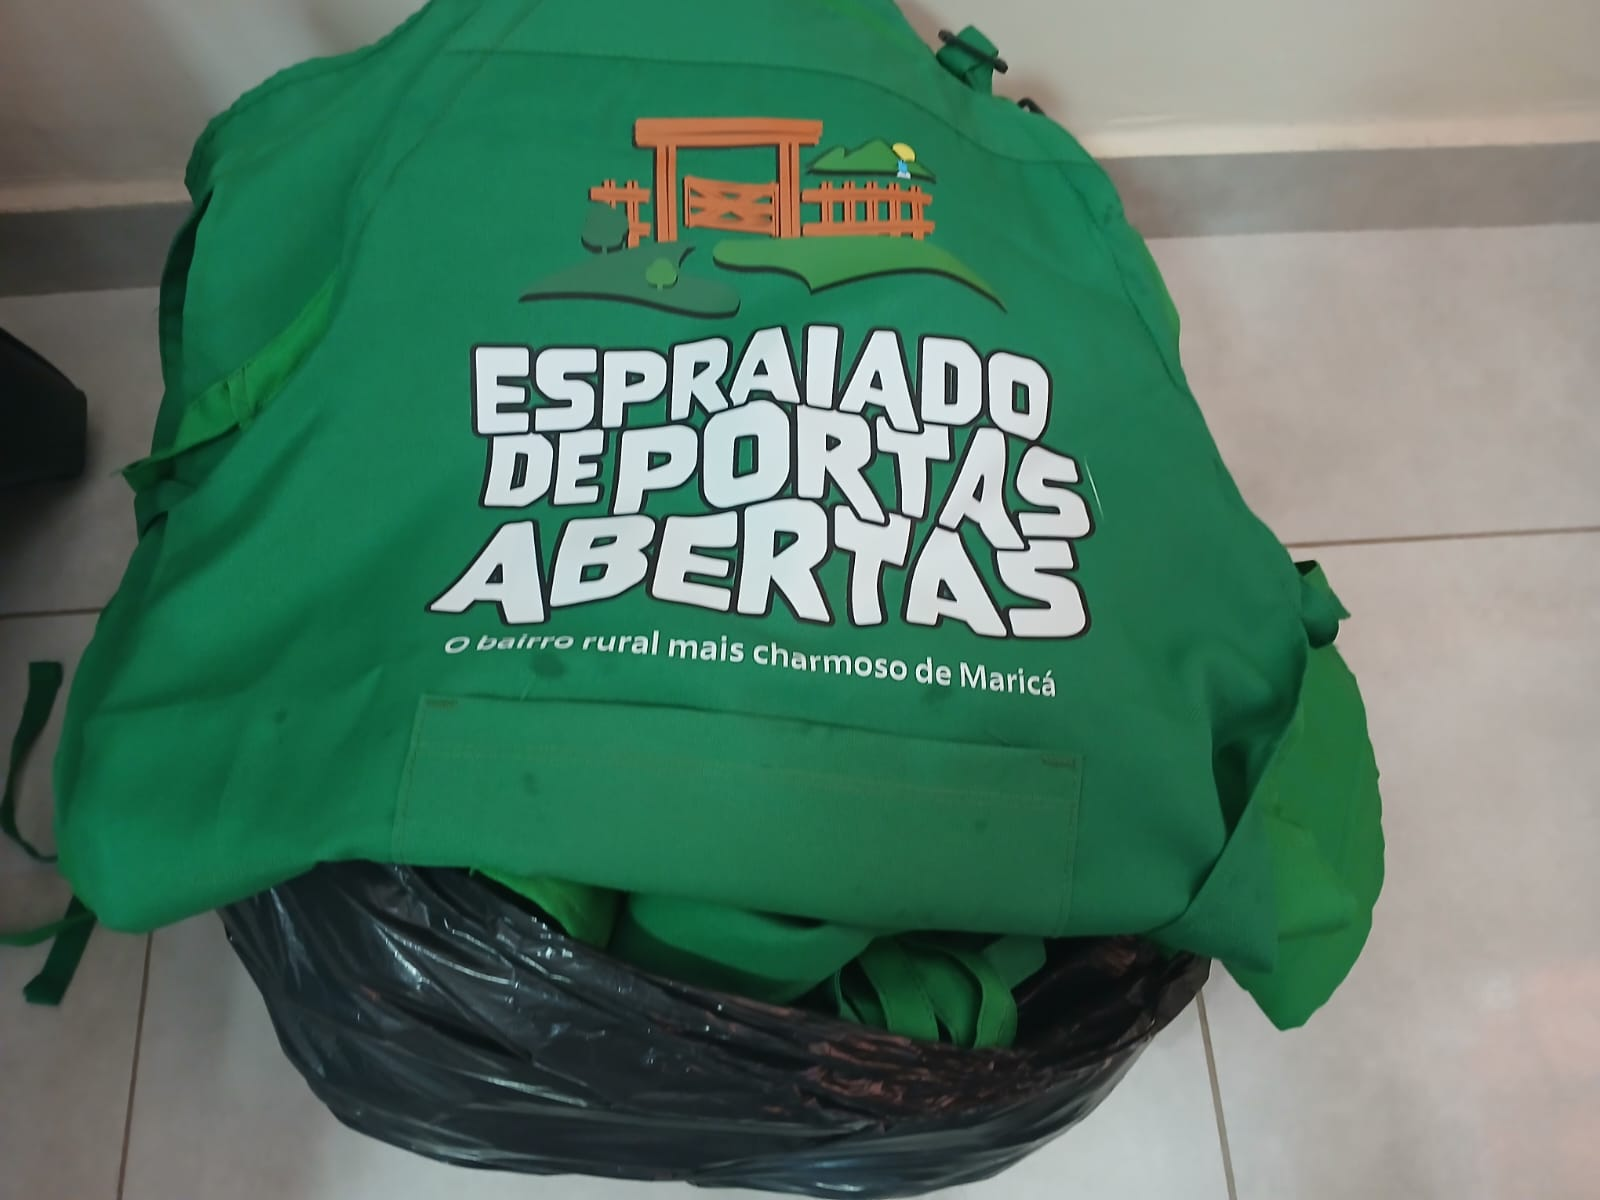 ESPRAIADO
DE PORTAS
ABERTAS
O bairro rural mais charmoso de Maricá